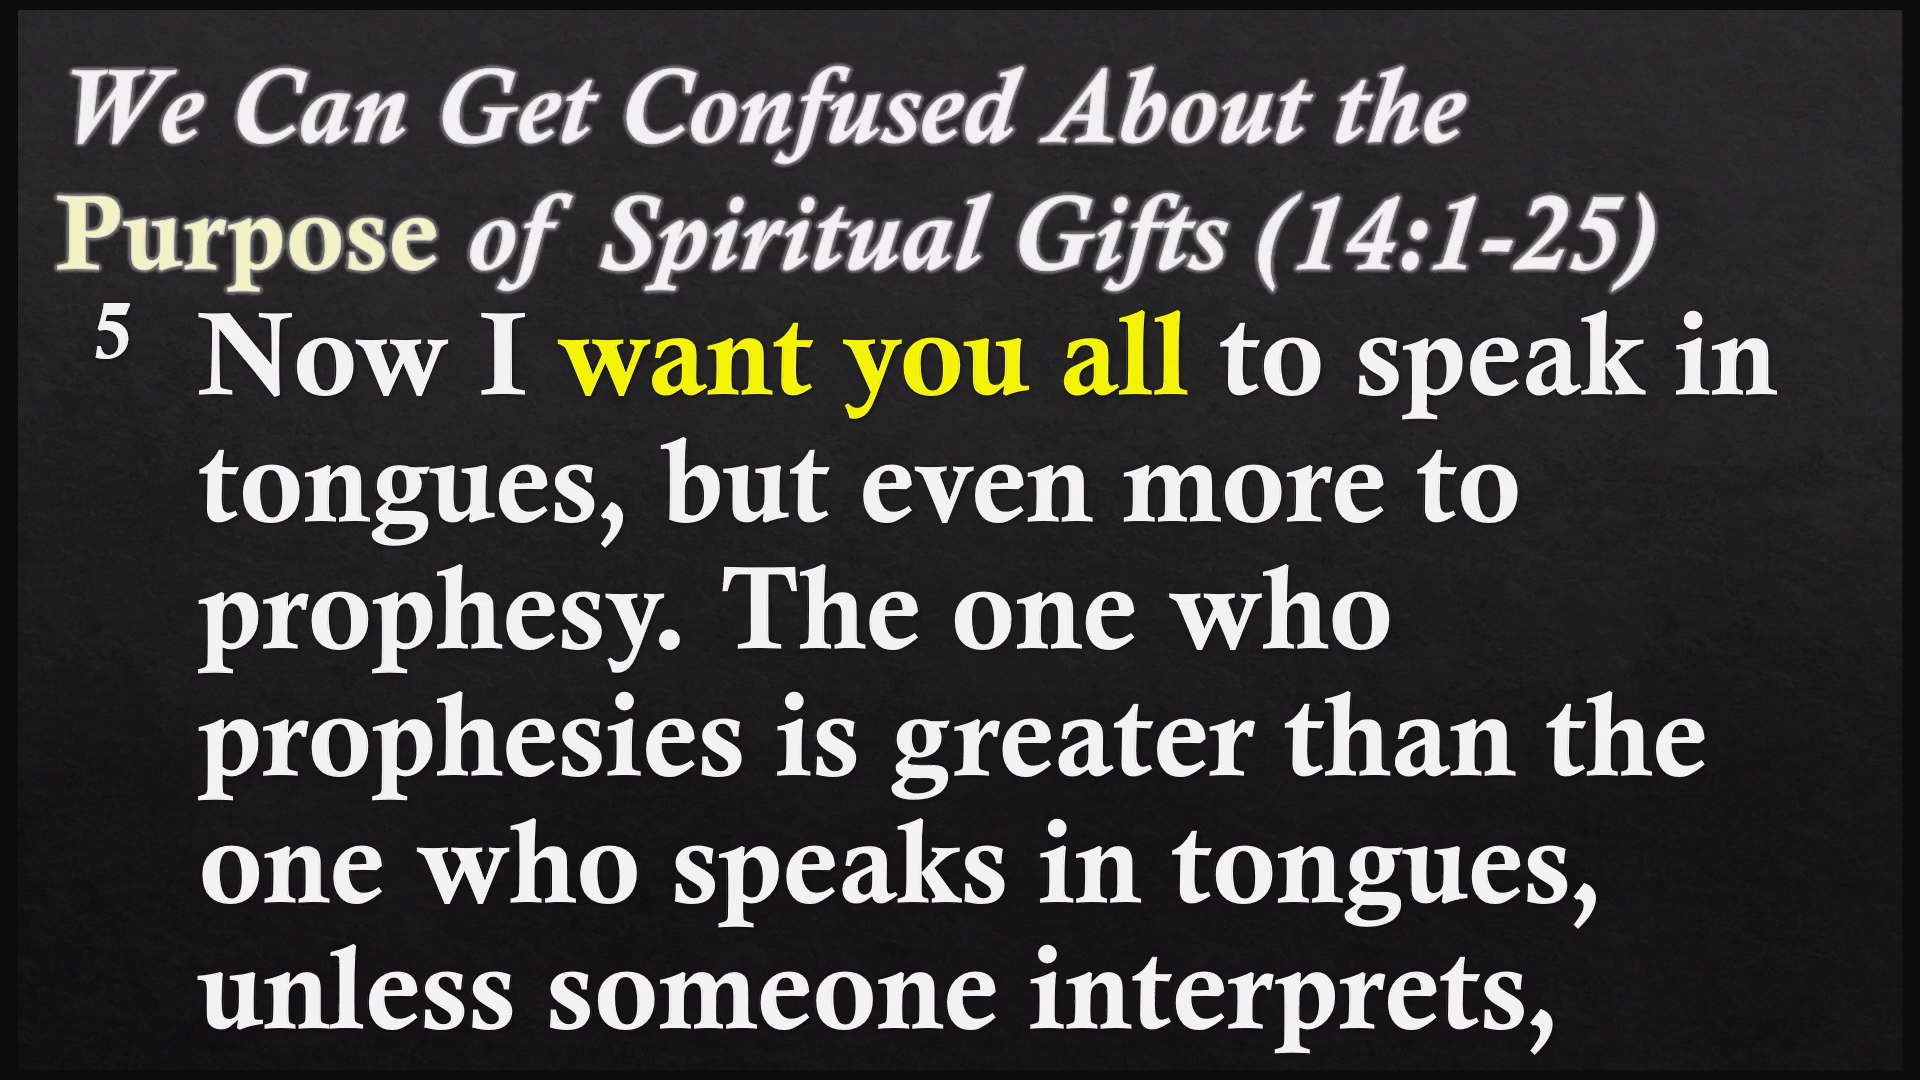 We Can Get Confused About the
Purpose of Spiritual Gifts (14:1-25)
5 Now I want you all to speak in
tongues, but even more to
prophesy. The one who
prophesies is greater than the
one who speaks in tongues,
unless someone interprets,